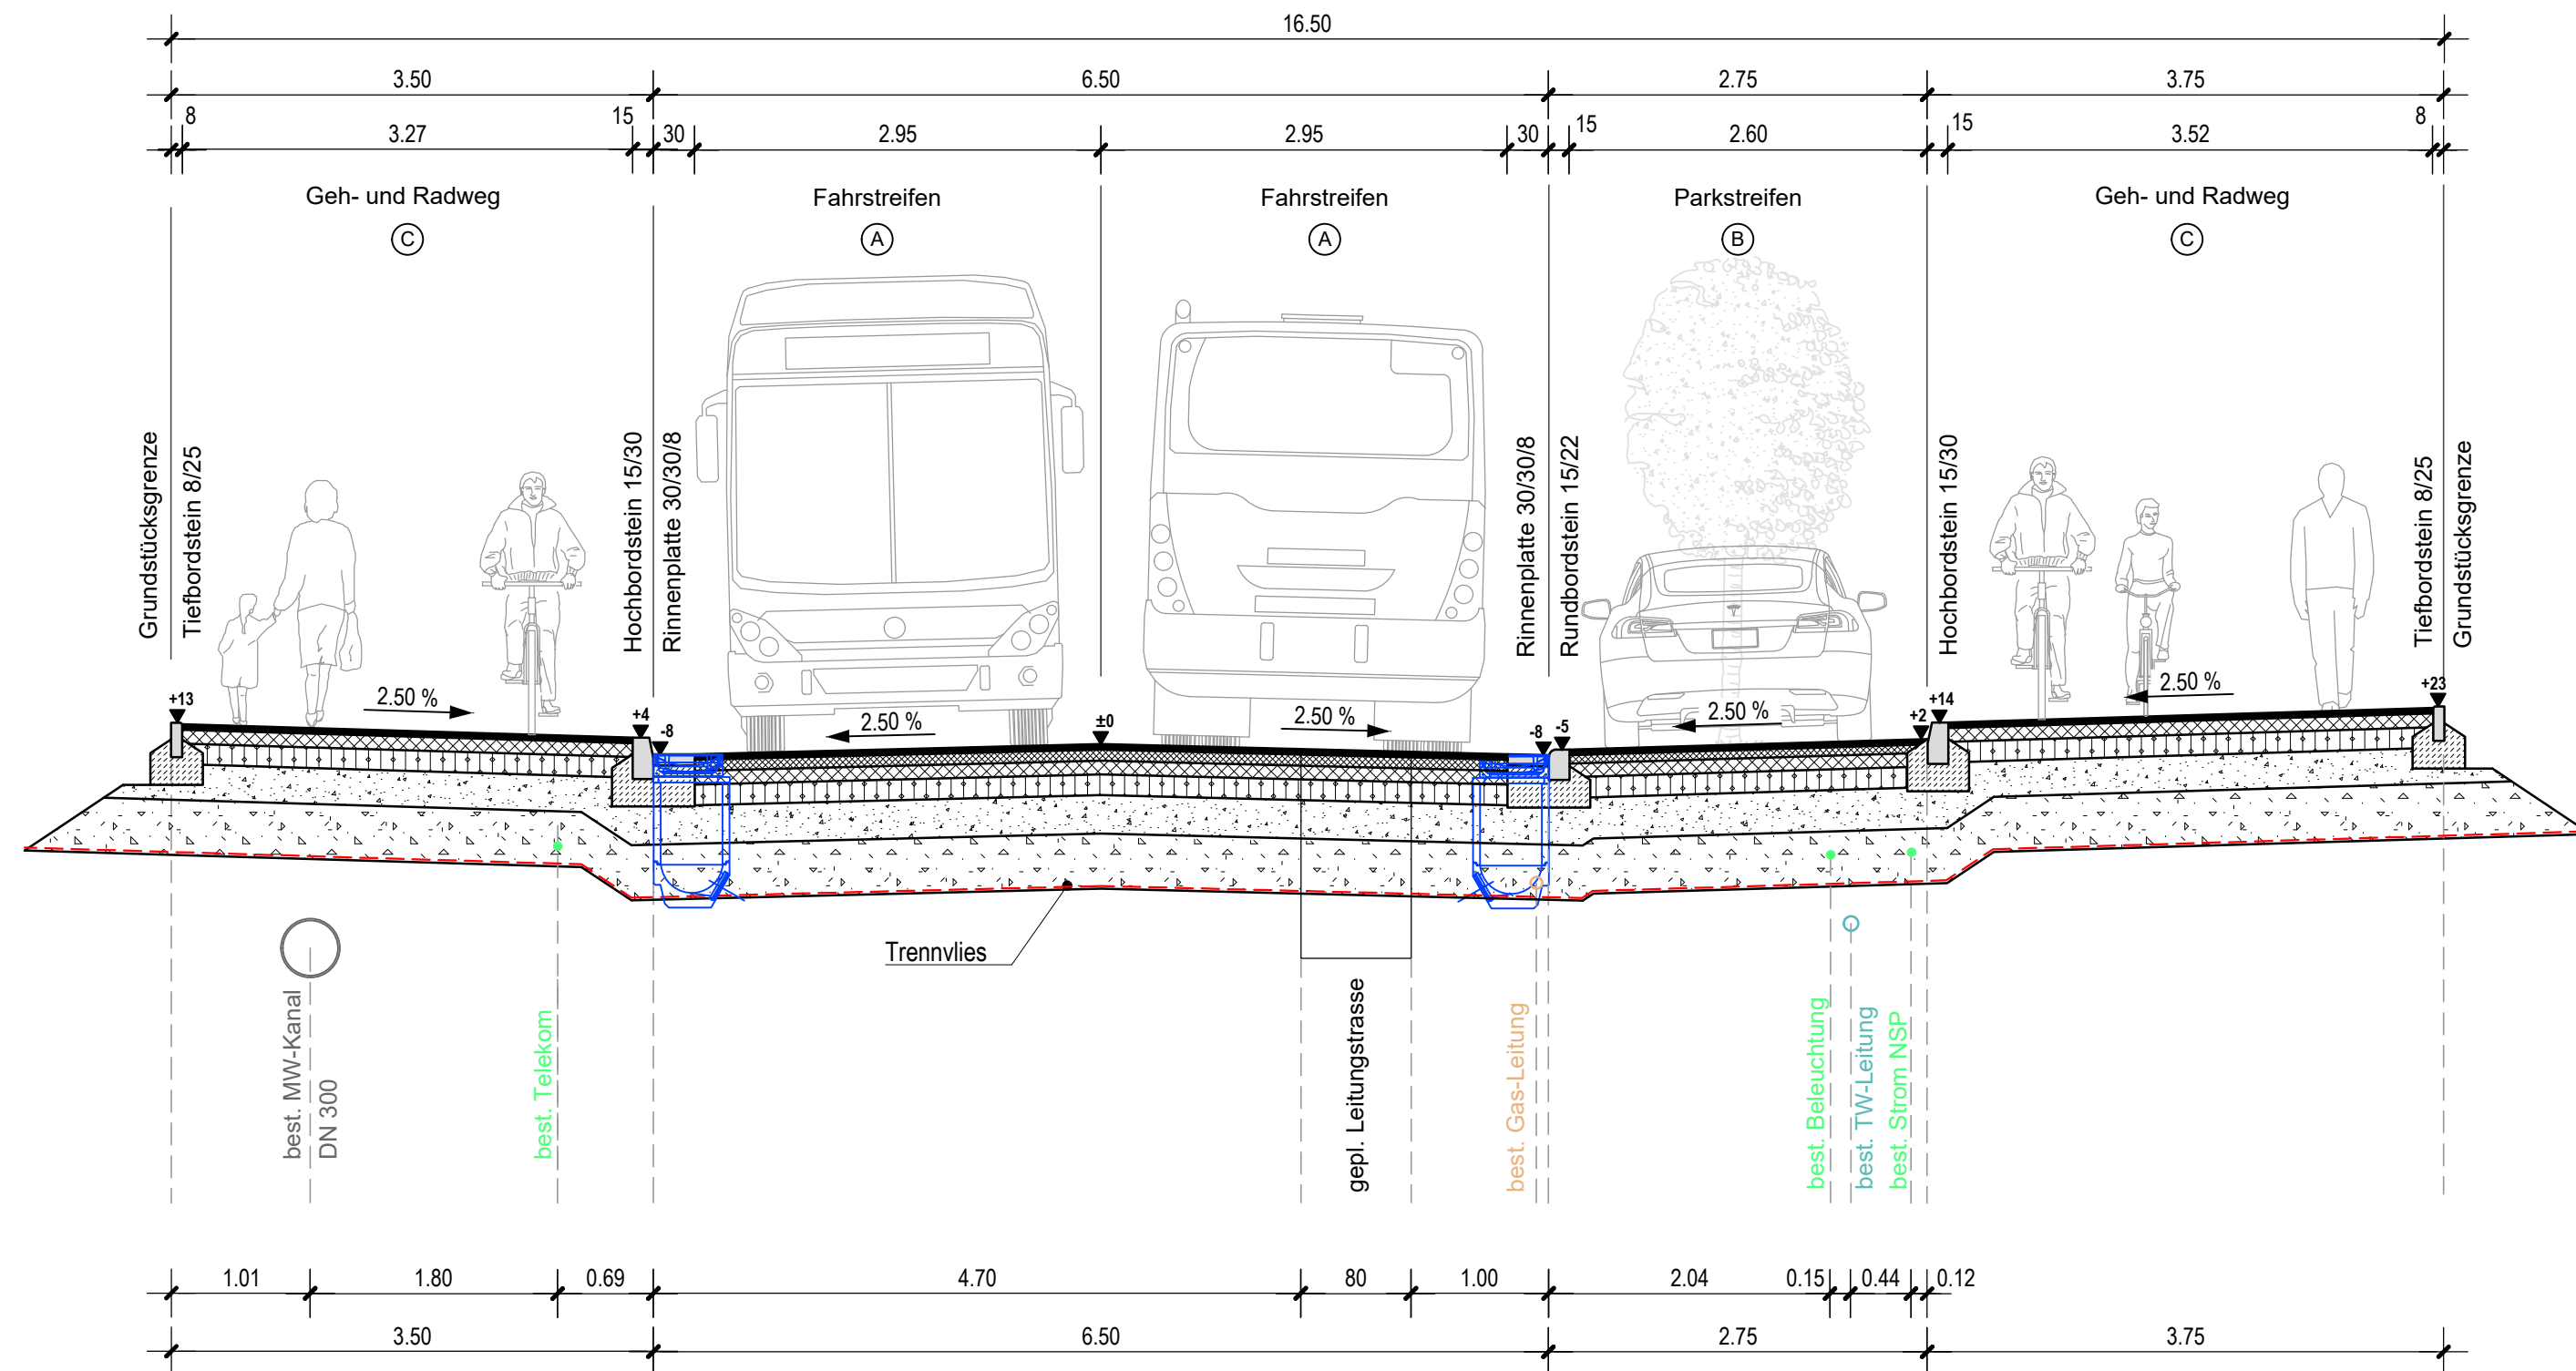 16.50
3.50 6.50 2.75 3.75
8 3.27 15 30 2.95 2.95 30 15 2.60 15 3.52 8
Geh- und Radweg Fahrstreifen Fahrstreifen Parkstreifen Geh- und Radweg
C A A B C
Grundstücksgrenze
Tiefbordstein 8/25
Hochbordstein 15/30
Rinnenplatte 30/30/8
Rinnenplatte 30/30/8
Rundbordstein 15/22
Hochbordstein 15/30
Tiefbordstein 8/25
Grundstücksgrenze
+13 2.50 % +4 -8 2.50 % ±0 2.50 % -8 -5 2.50 % +2 +14 2.50 % +23
Trennvlies
best. MW-Kanal
DN 300
best. Telekom
gepl. Leitungstrasse
best. Gas-Leitung
best. Beleuchtung
best. TW-Leitung
best. Strom NSP
1.01 1.80 0.69 4.70 80 1.00 2.04 0.15 0.44 0.12
3.50 6.50 2.75 3.75